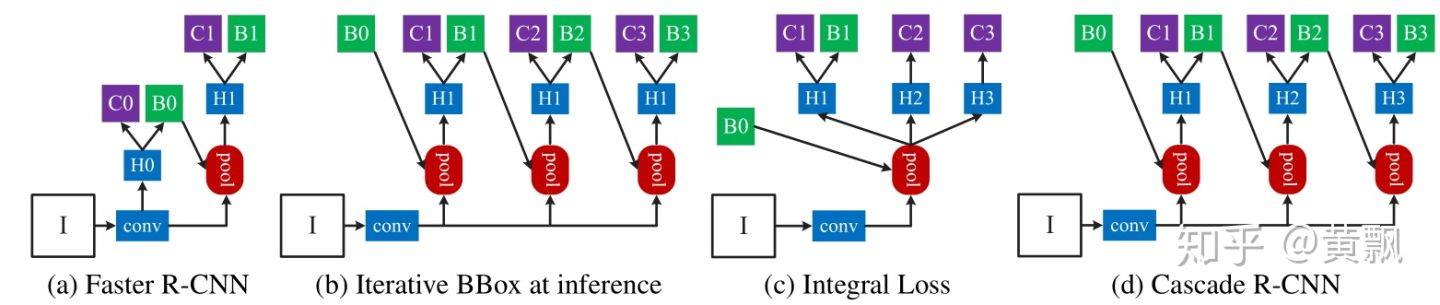 C1 B1 B0 C1 B1 C2 B2 C3 B3 C1 B1 C2 C3 B0 C1 B1 C2 B2 C3 B3
C0 B0 H1 H1 H1 H1 H1 H2 H3 H1 H2 H3
B0
H0 pool pool pool pool pool pool pool pool
I conv I conv I conv I conv
知乎 @黄飘
(a) Faster R-CNN (b) Iterative BBox at inference (c) Integral Loss (d) Cascade R-CNN